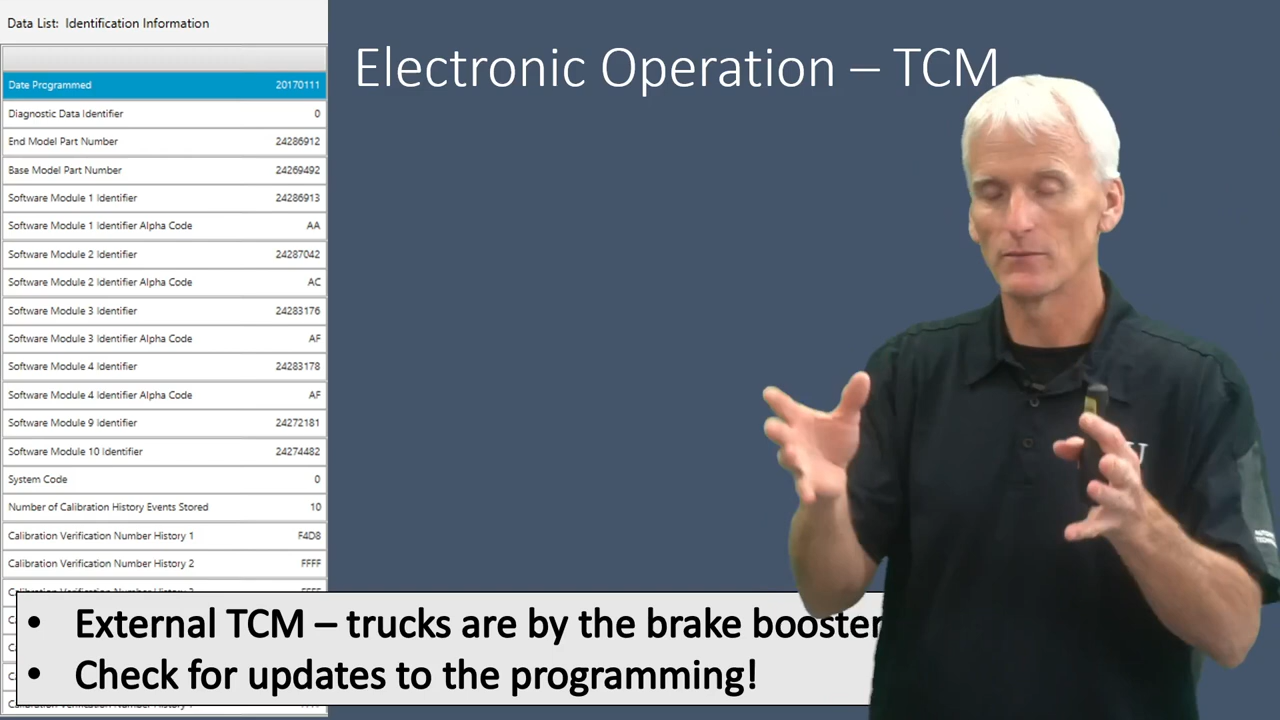 Data List: Identification Information
Electronic Operation – TCM
Date Programmed 20170111
Diagnostic Data Identifier 0
End Model Part Number 24286912
Base Model Part Number 24269492
Software Module 1 Identifier 24286913
Software Module 1 Identifier Alpha Code AA
Software Module 2 Identifier 24287042
Software Module 2 Identifier Alpha Code AC
Software Module 3 Identifier 24283176
Software Module 3 Identifier Alpha Code AF
Software Module 4 Identifier 24283178
Software Module 4 Identifier Alpha Code AF
Software Module 9 Identifier 24272181
Software Module 10 Identifier 24274482
System Code 0
Number of Calibration History Events Stored 10
Calibration Verification Number History 1 F4D8
Calibration Verification Number History 2 FFFF
• External TCM – trucks are by the brake booster
• Check for updates to the programming!